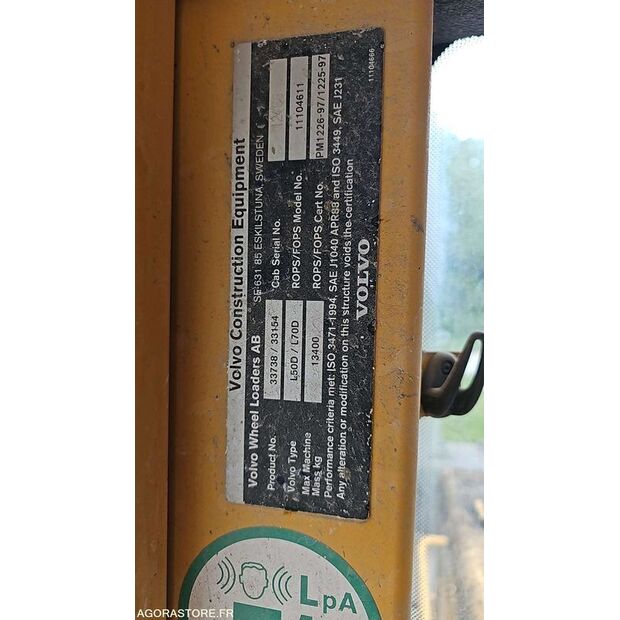 Volvo Construction Equipment
Volvo Wheel Loaders AB SE-631 85 ESKILSTUNA, SWEDEN
Product No. 33738 / 33154 Cab Serial No.
Volvo Type L50D / L70D ROPS/FOPS Model No. 11104611
Max Machine
Mass kg 13400 ROPS/FOPS Cert No. PM1226-97/1225-97
Performance criteria met: ISO 3471-1994, SAE J1040 APR88 and ISO 3449, SAE J231
Any alteration or modification on this structure voids the certification
VOLVO
11104666
LpA
AGORASTORE.FR